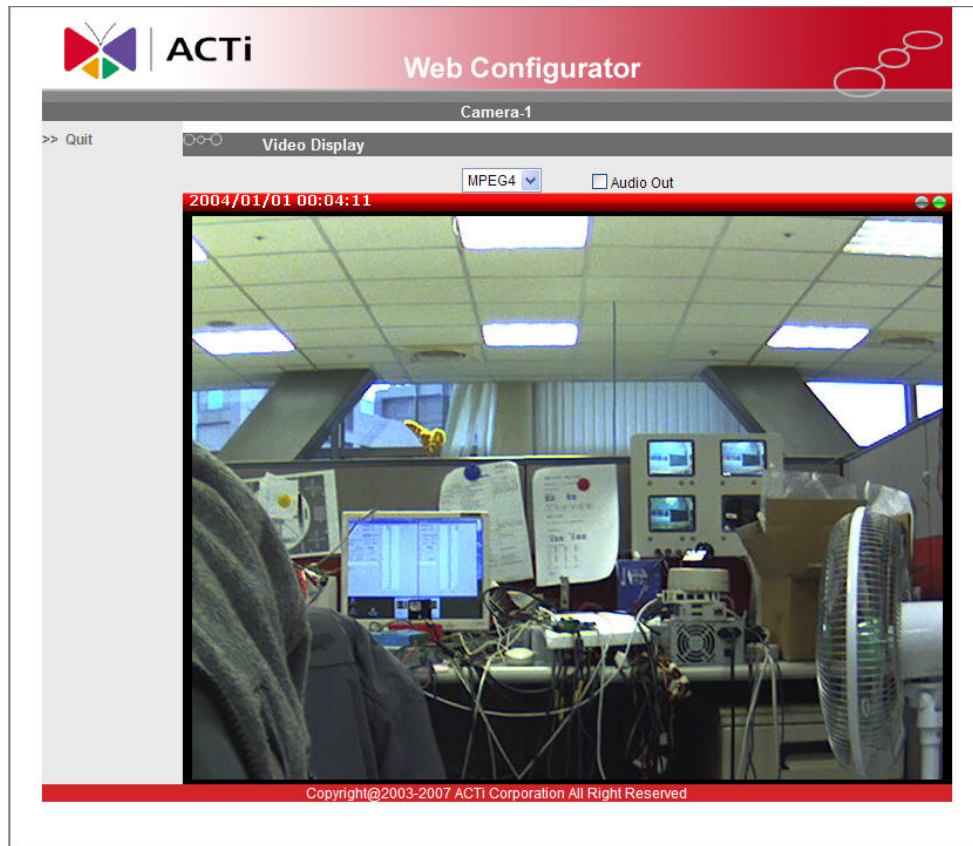 ACTi
Web Configurator
Camera-1
>> Quit
Video Display
MPEG4
Audio Out
2004/01/01 00:04:11
Copyright@2003-2007 ACTi Corporation All Right Reserved